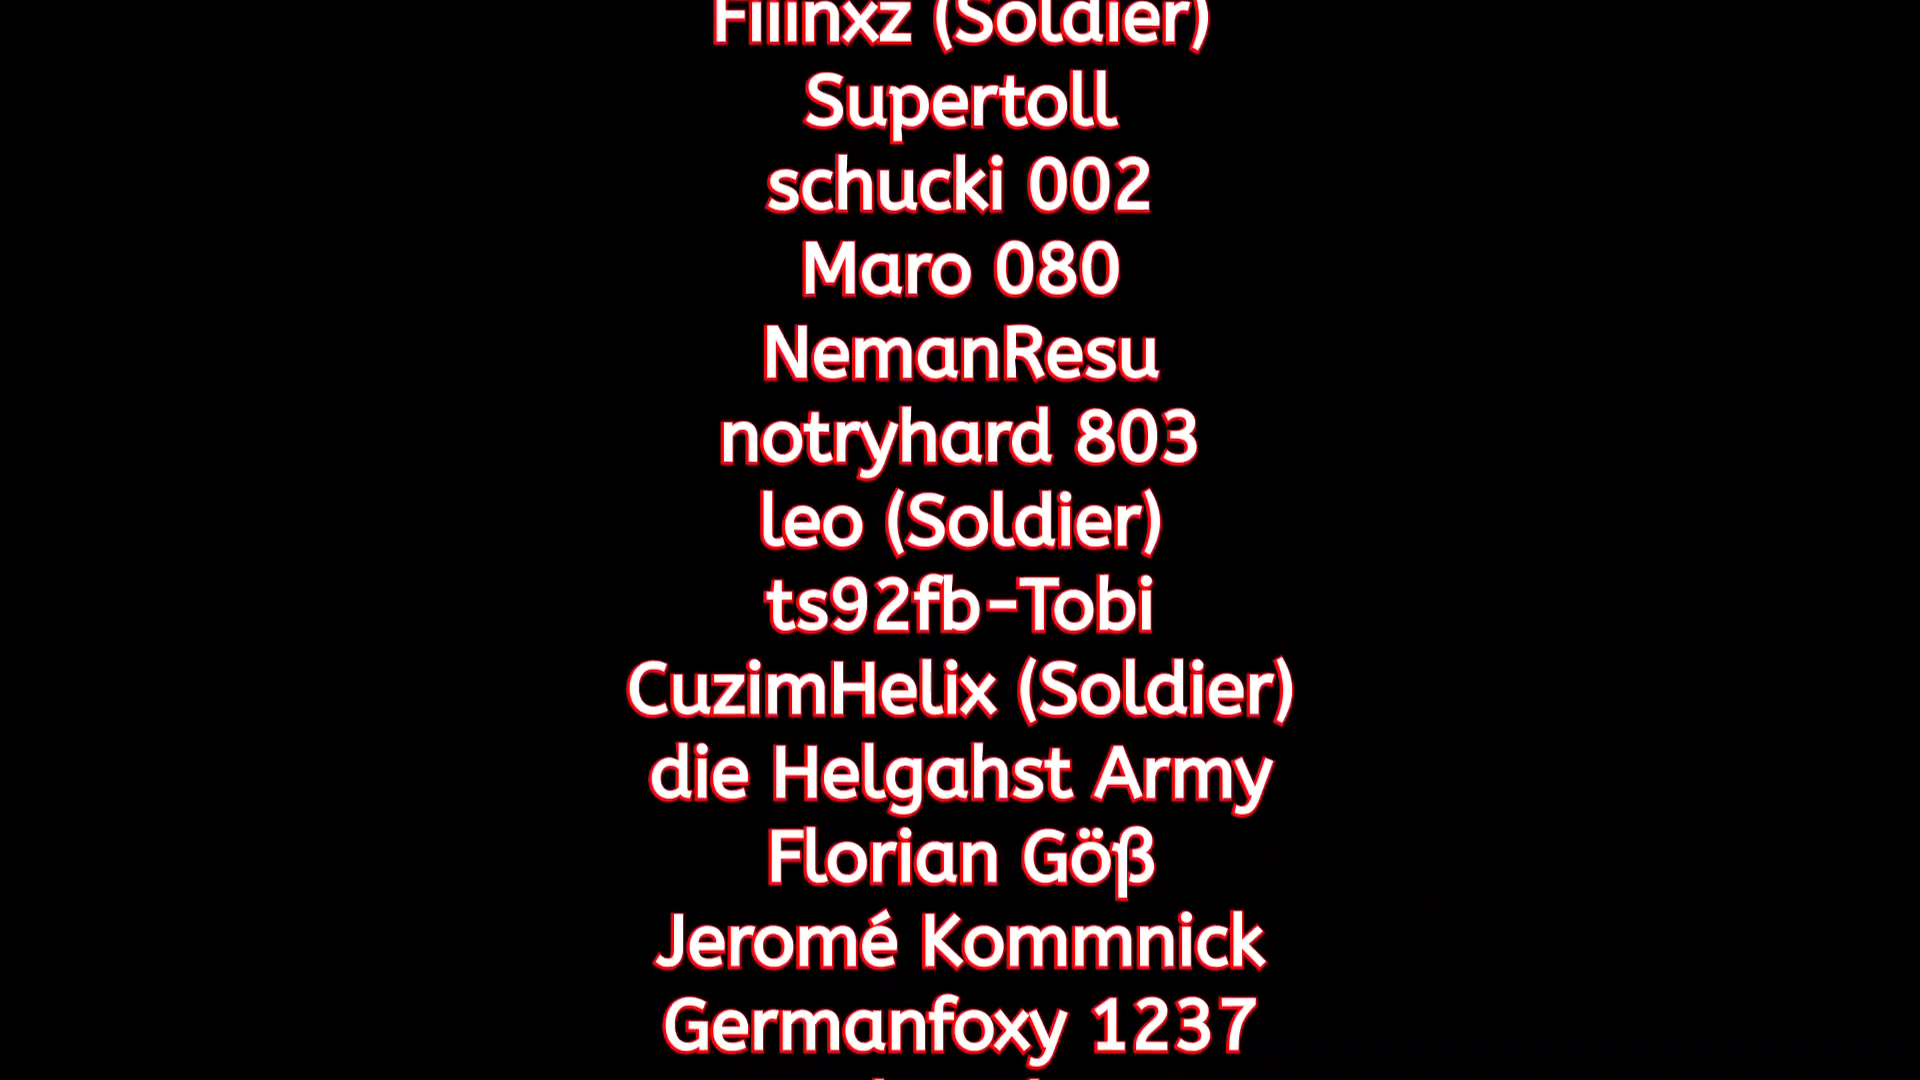 (Soldier)
Supertoll
schucki 002
Maro 080
NemanResu
notryhard 803
leo (Soldier)
ts92fb-Tobi
CuzimHelix (Soldier)
die Helgahst Army
Florian Göß
Jeromé Kommnick
Germanfoxy 1237